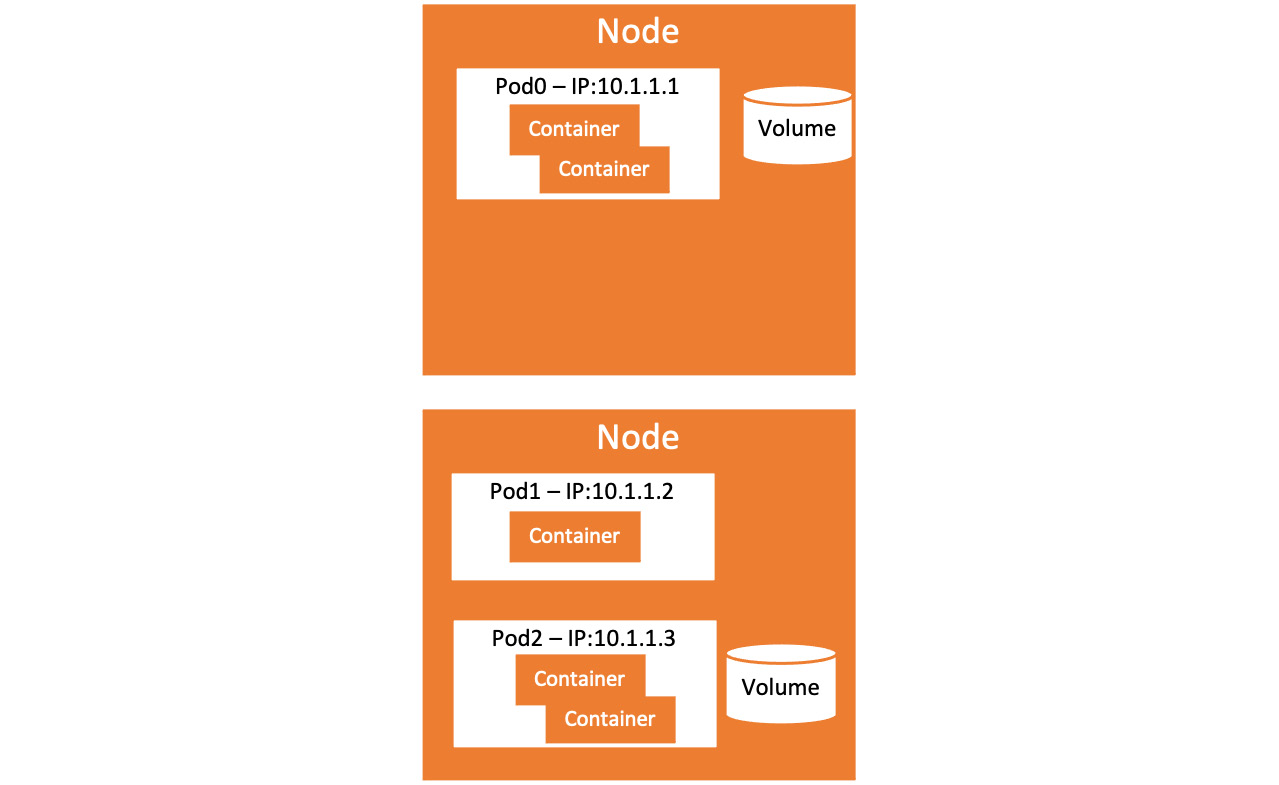 Node
Pod0 – IP:10.1.1.1
Container
Container
Volume
Node
Pod1 – IP:10.1.1.2
Container
Pod2 – IP:10.1.1.3
Container
Container
Volume